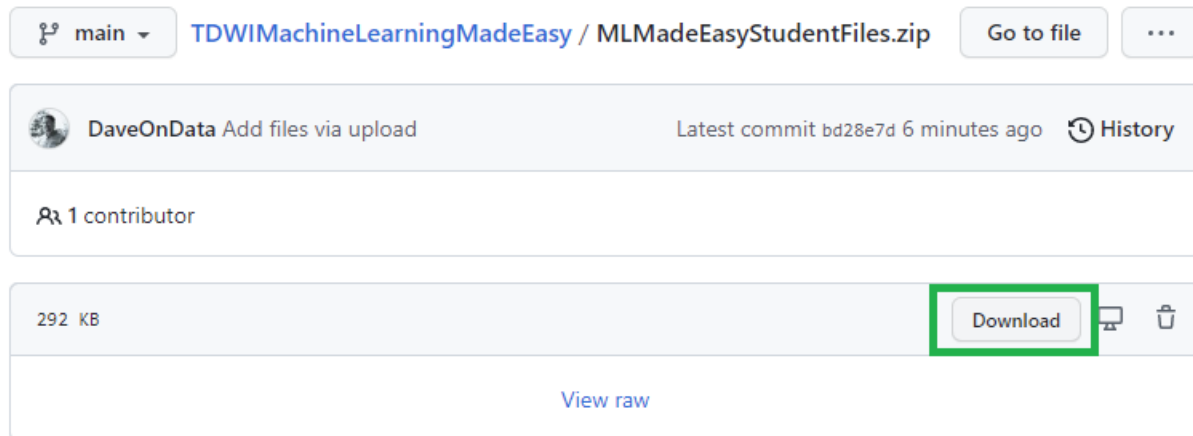 main TDWIMachineLearningMadeEasy / MLMadeEasyStudentFiles.zip Go to file ...
DaveOnData Add files via upload Latest commit bd28e7d 6 minutes ago History
1 contributor
292 KB Download
View raw